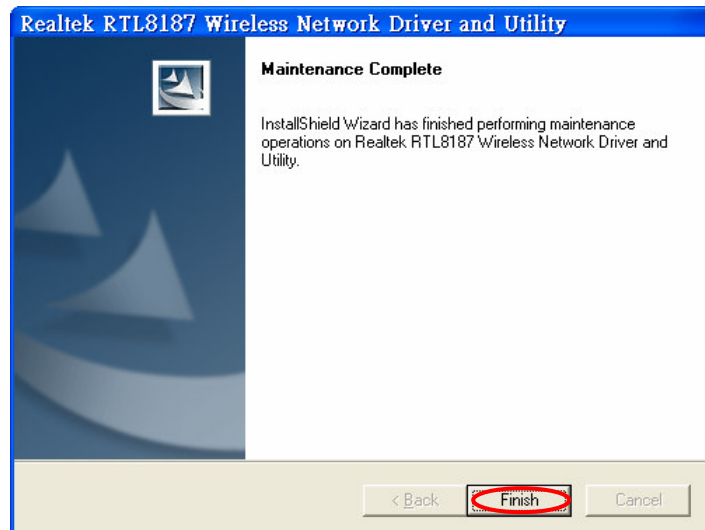 Realtek RTL8187 Wireless Network Driver and Utility
Maintenance Complete
InstallShield Wizard has finished performing maintenance
operations on Realtek RTL8187 Wireless Network Driver and
Utility.
< Back Finish Cancel